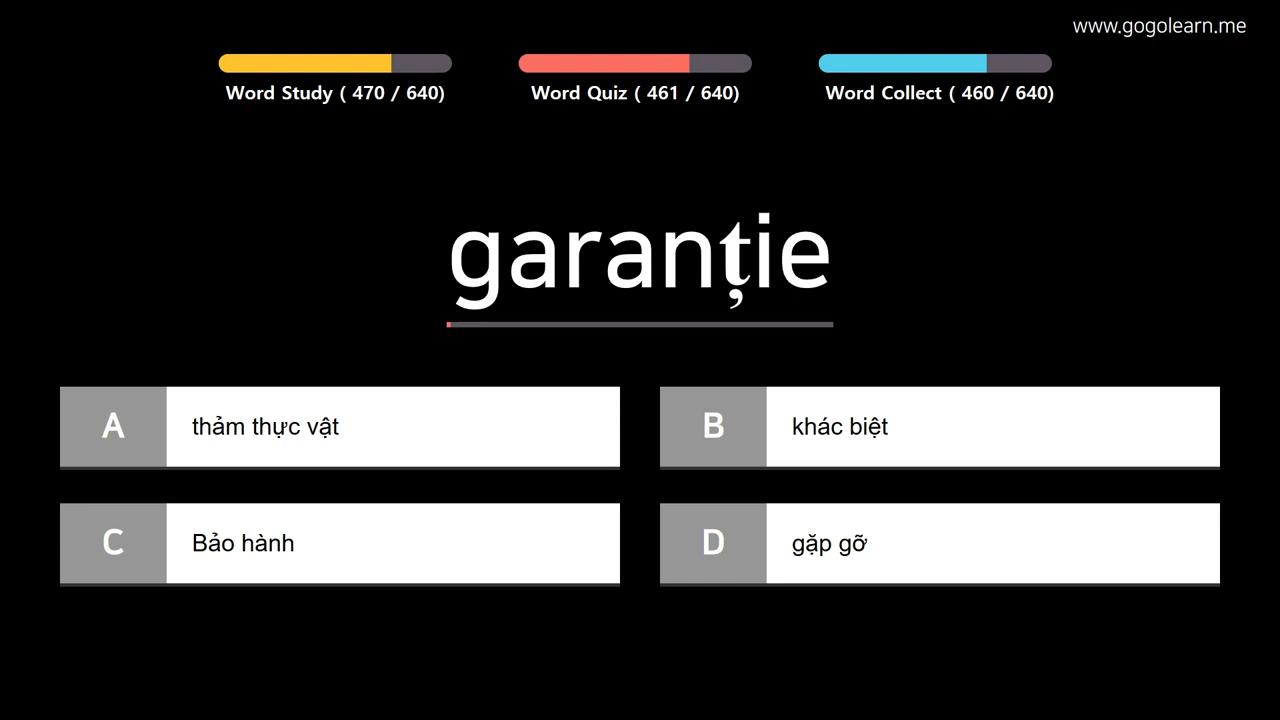 www.gogolearn.me
Word Study ( 470 / 640)
Word Quiz ( 461 / 640)
Word Collect ( 460 / 640)
garanție
A thảm thực vật
B khác biệt
C Bảo hành
D gặp gỡ